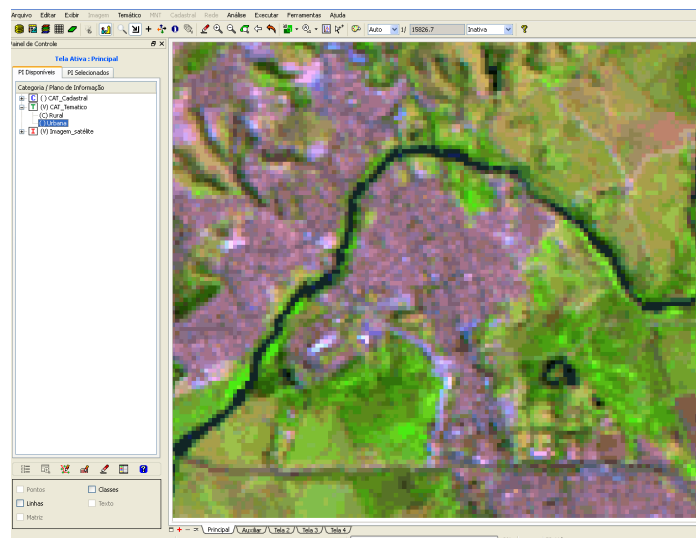 Arquivo Editar Exibir Imagem Temático MNT Cadastral Rede Análise Executar Ferramentas Ajuda
Auto 1/ 15826.7 Inativa
Painel de Controle
Tela Ativa : Principal
PI Disponíveis PI Selecionados
Categoria / Plano de Informação
C ( ) CAT_Cadastral
T (V) CAT_Tematico
(C) Rural
( ) Urbana
I (V) Imagem_satélite
Pontos Classes
Linhas Texto
Matriz
Principal Auxiliar Tela 2 Tela 3 Tela 4